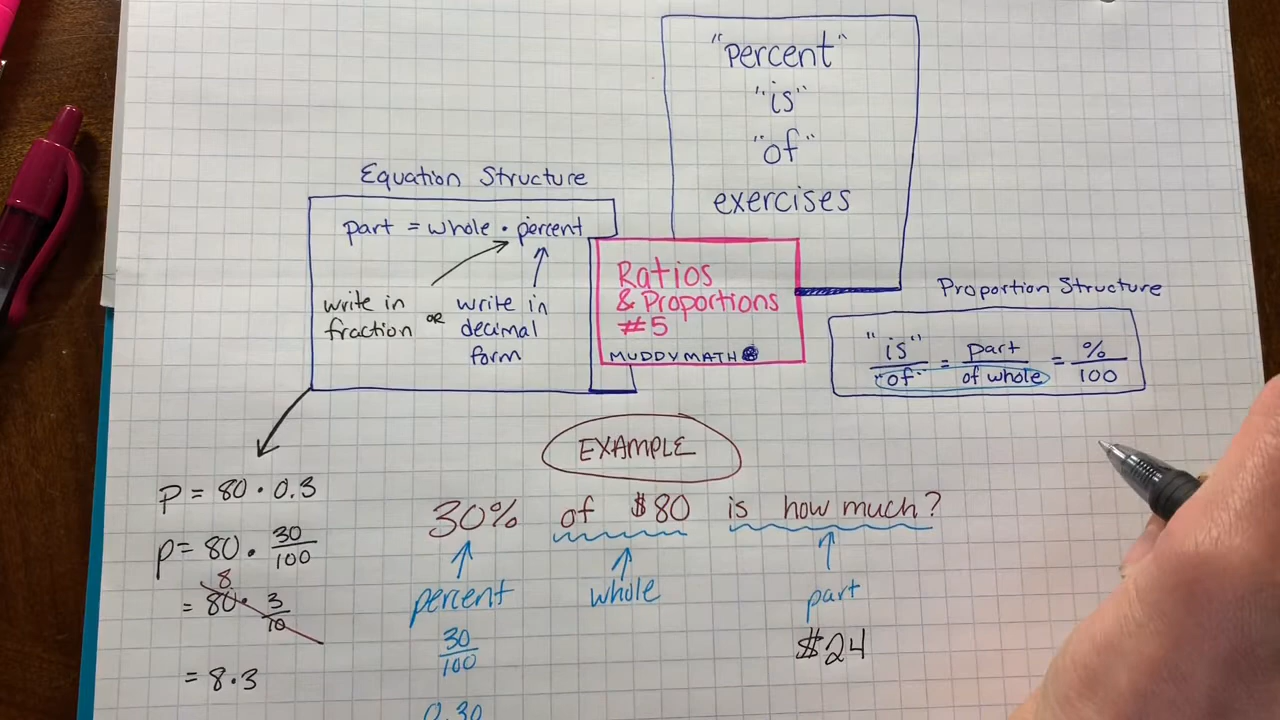 "percent"
"is"
"of"
exercises
Equation Structure
part = whole · percent
write in
fraction
or
write in
decimal
form
Ratios
& Proportions
#5
MUDDYMATH
Proportion Structure
"is" / "of" = part / of whole = % / 100
EXAMPLE
30% of $80 is how much?
percent
30/100
0.30
whole
part
$24
P = 80 · 0.3
p = 80 · 30/100
8
= 80 · 3/10
= 8 · 3